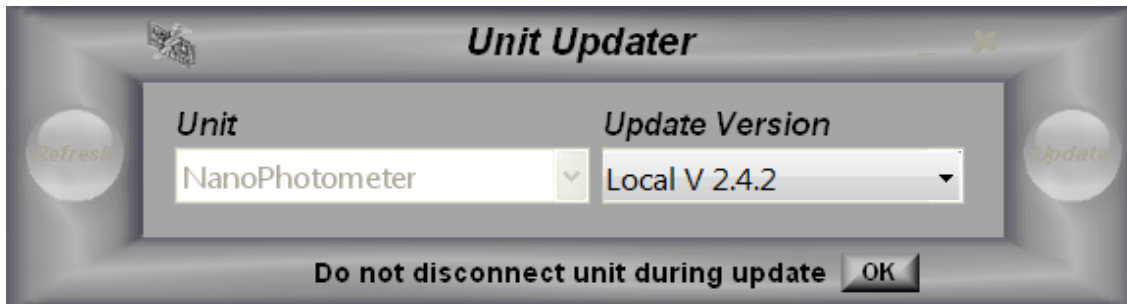 Unit Updater
Unit
Update Version
Refresh
NanoPhotometer
Local V 2.4.2
Update
Do not disconnect unit during update
OK